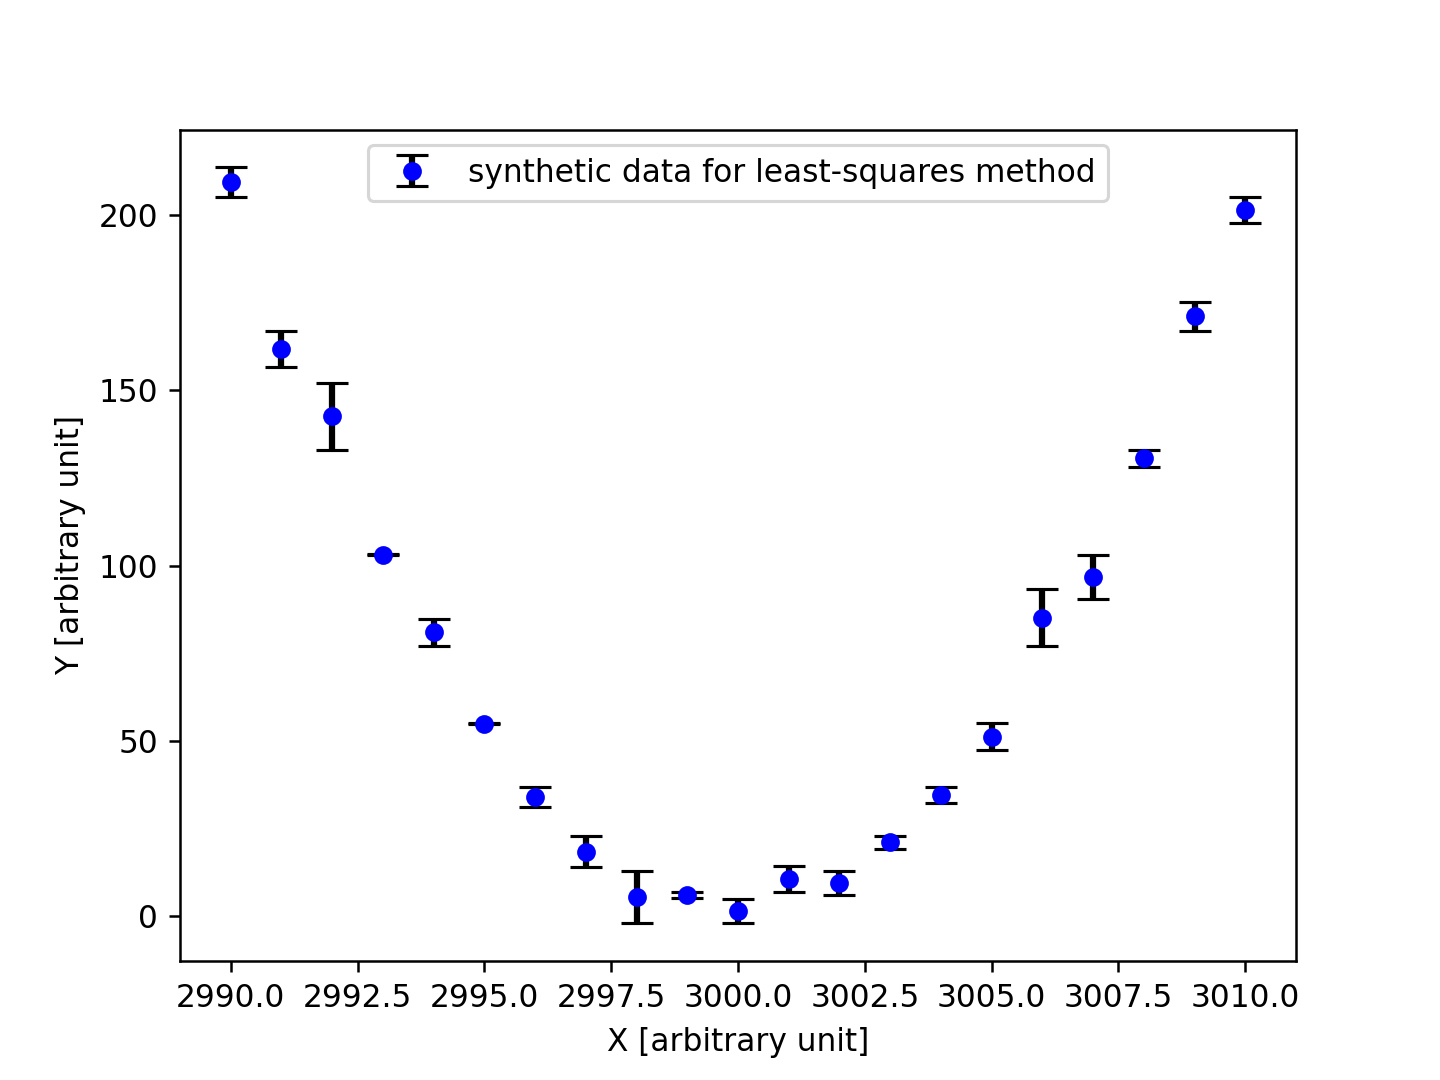 synthetic data for least-squares method
200
150
100
50
0
Y [arbitrary unit]
2990.0 2992.5 2995.0 2997.5 3000.0 3002.5 3005.0 3007.5 3010.0
X [arbitrary unit]